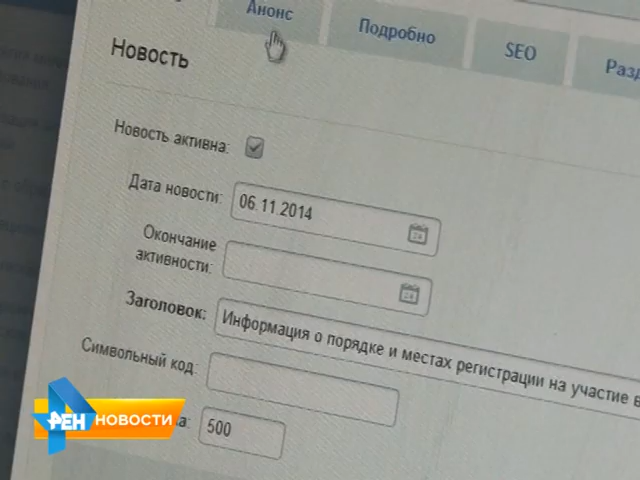 Анонс
Подробно
SEO
Новость
Новость активна:
Дата новости:
06.11.2014
Окончание
активности:
Заголовок:
Информация о порядке и местах регистрации на участие в
Символьный код:
500
РЕН НОВОСТИ